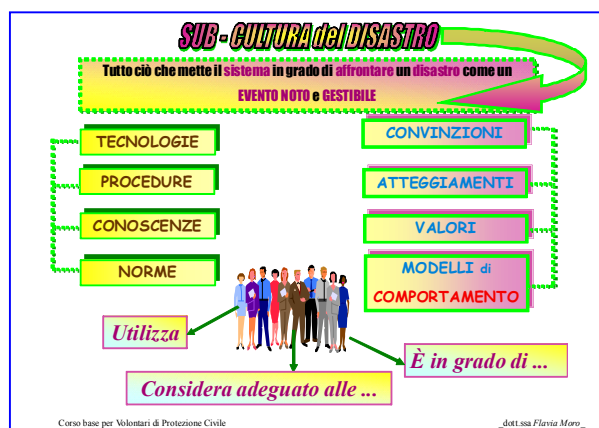 SUB - CULTURA del DISASTRO
Tutto ciò che mette il sistema in grado di affrontare un disastro come un
EVENTO NOTO e GESTIBILE
TECNOLOGIE
PROCEDURE
CONOSCENZE
NORME
CONVINZIONI
ATTEGGIAMENTI
VALORI
MODELLI di
COMPORTAMENTO
Utilizza
È in grado di ...
Considera adeguato alle ...
Corso base per Volontari di Protezione Civile
_dott.ssa Flavia Moro_